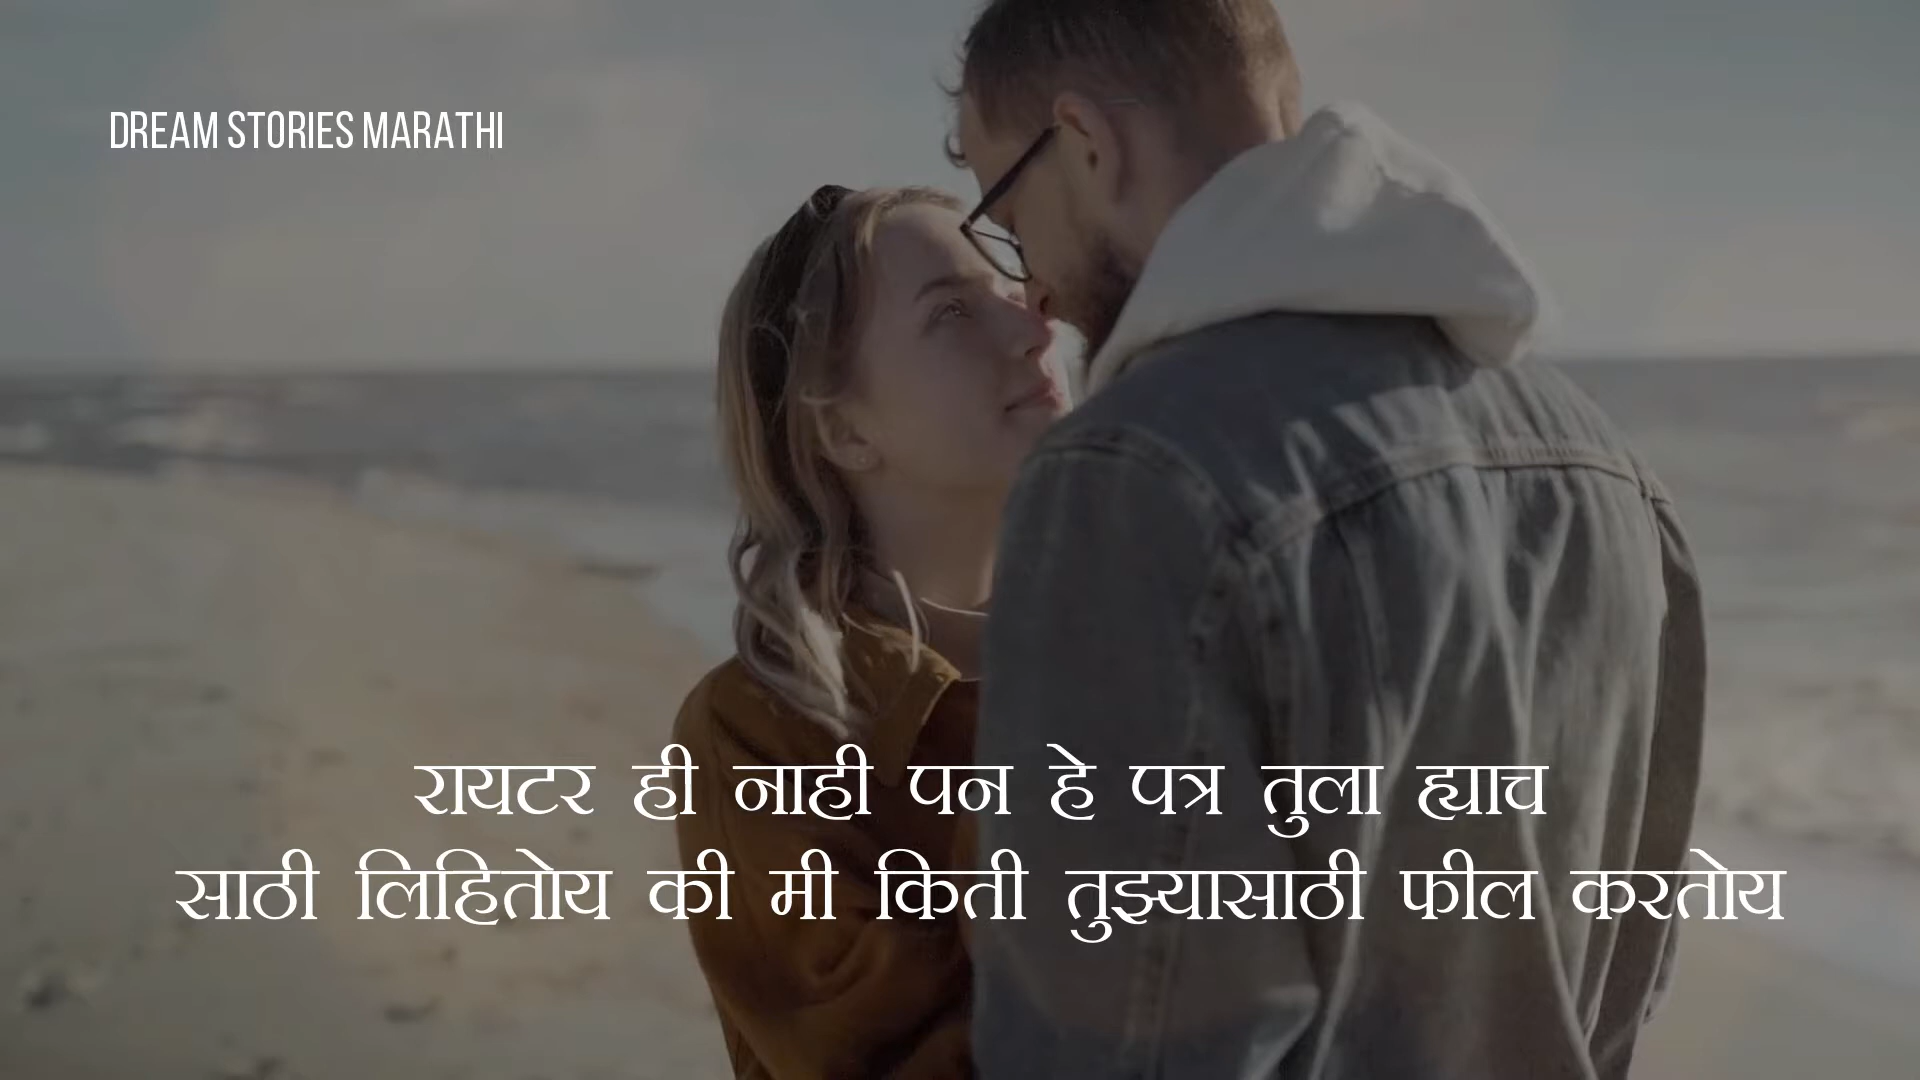 DREAM STORIES MARATHI
रायटर ही नाही पन हे पत्र तुला ह्याच
साठी लिहितोय की मी किती तुझ्यासाठी फील करतोय